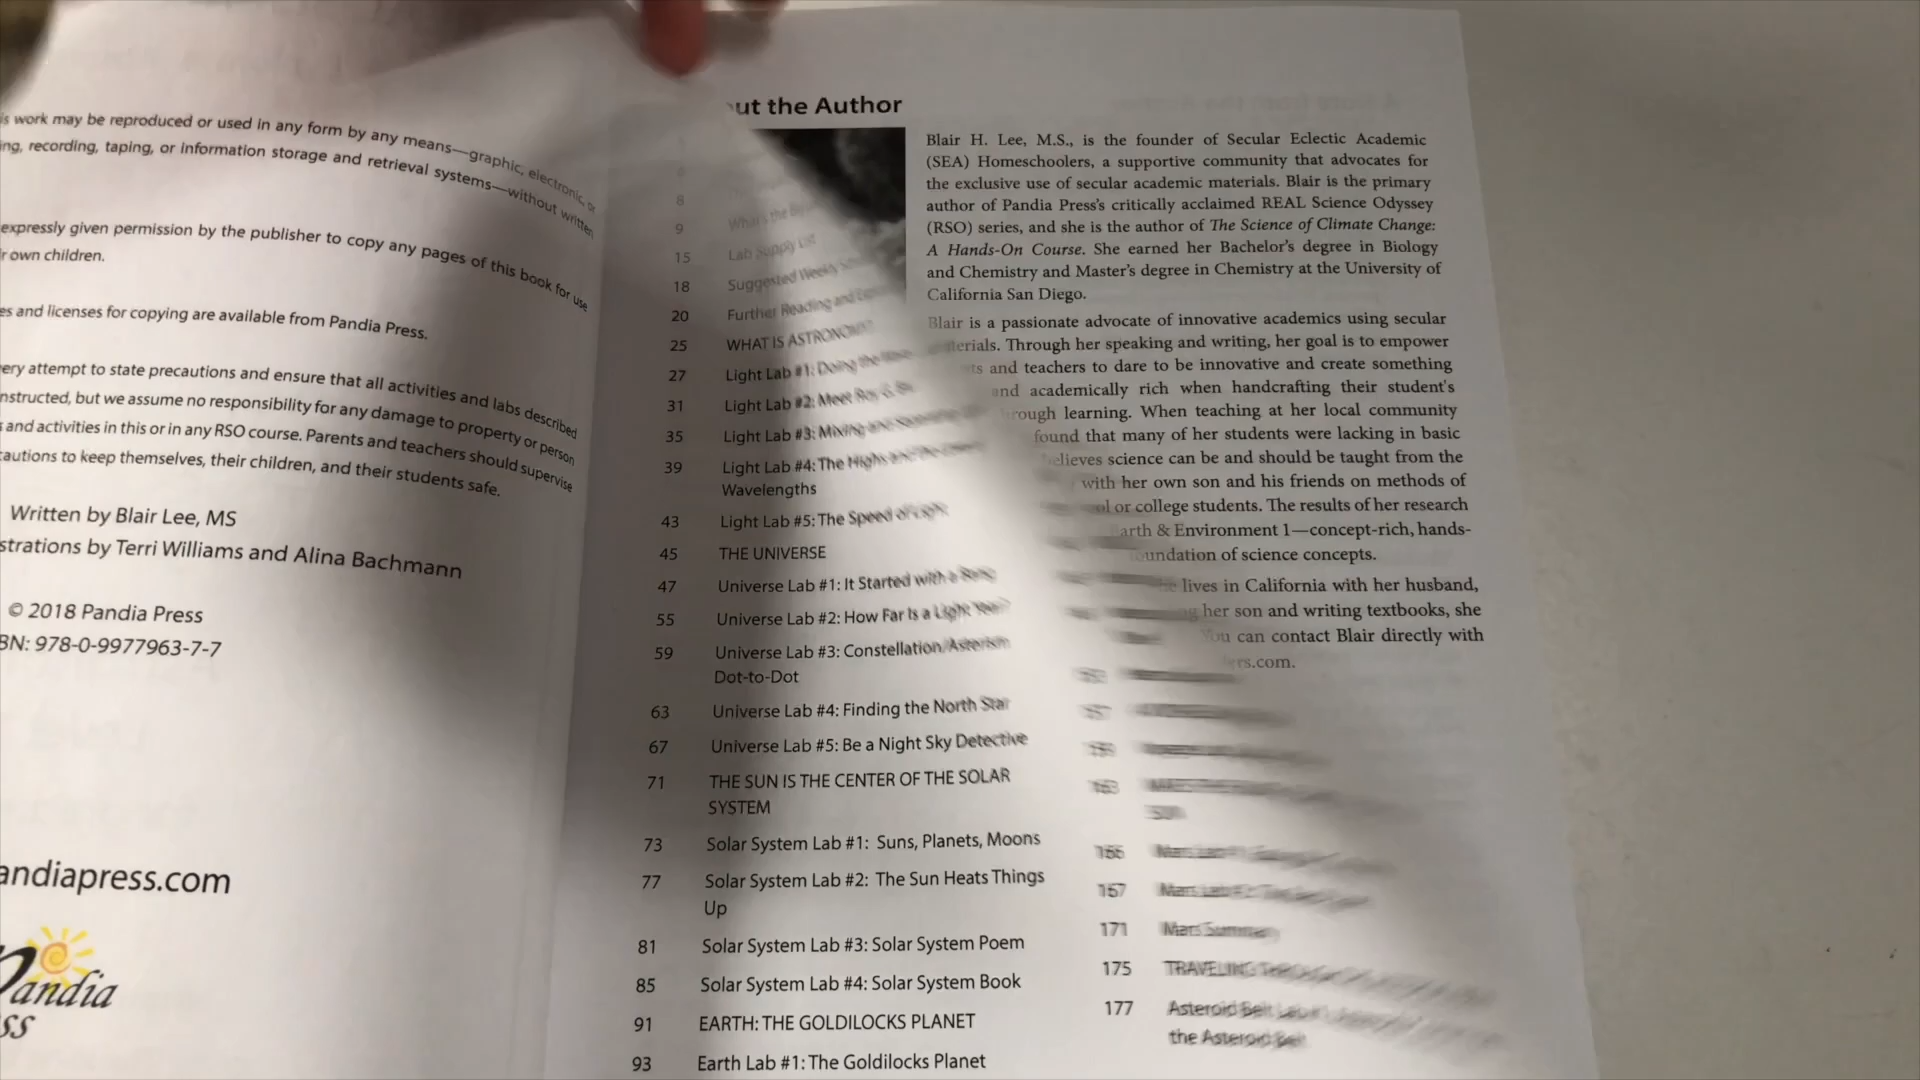 is work may be reproduced or used in any form by any means—graphic, electronic, or
ing, recording, taping, or information storage and retrieval systems—without written
expressly given permission by the publisher to copy any pages of this book for use
r own children.
es and licenses for copying are available from Pandia Press.
ery attempt to state precautions and ensure that all activities and labs described
nstructed, but we assume no responsibility for any damage to property or person
and activities in this or in any RSO course. Parents and teachers should supervise
cautions to keep themselves, their children, and their students safe.
Written by Blair Lee, MS
strations by Terri Williams and Alina Bachmann
© 2018 Pandia Press
BN: 978-0-9977963-7-7
andiapress.com
Pandia
ss
8
9 What's the
15 Lab Supply List
18 Suggested Weekly
20 Further Reading and
25 WHAT IS ASTRONOMY?
27 Light Lab #1: Doing the
31 Light Lab #2: Meet Roy G.
35 Light Lab #3: Mixing and
39 Light Lab #4: The Highs and the
Wavelengths
43 Light Lab #5: The Speed of Light
45 THE UNIVERSE
47 Universe Lab #1: It Started with a Bang
55 Universe Lab #2: How Far Is a Light Year?
59 Universe Lab #3: Constellation/Asterism
Dot-to-Dot
63 Universe Lab #4: Finding the North Star
67 Universe Lab #5: Be a Night Sky Detective
71 THE SUN IS THE CENTER OF THE SOLAR
SYSTEM
73 Solar System Lab #1: Suns, Planets, Moons
77 Solar System Lab #2: The Sun Heats Things
Up
81 Solar System Lab #3: Solar System Poem
85 Solar System Lab #4: Solar System Book
91 EARTH: THE GOLDILOCKS PLANET
93 Earth Lab #1: The Goldilocks Planet
163
SUN
166 Mars Lab
167 Mars Lab
171 Mars Summary
175 TRAVELING
177 Asteroid Belt Lab
the Asteroid Belt
ut the Author
Blair H. Lee, M.S., is the founder of Secular Eclectic Academic
(SEA) Homeschoolers, a supportive community that advocates for
the exclusive use of secular academic materials. Blair is the primary
author of Pandia Press's critically acclaimed REAL Science Odyssey
(RSO) series, and she is the author of The Science of Climate Change:
A Hands-On Course. She earned her Bachelor's degree in Biology
and Chemistry and Master's degree in Chemistry at the University of
California San Diego.
Blair is a passionate advocate of innovative academics using secular
terials. Through her speaking and writing, her goal is to empower
ts and teachers to dare to be innovative and create something
and academically rich when handcrafting their student's
rough learning. When teaching at her local community
found that many of her students were lacking in basic
elieves science can be and should be taught from the
with her own son and his friends on methods of
ol or college students. The results of her research
arth & Environment 1—concept-rich, hands-
undation of science concepts.
he lives in California with her husband,
ng her son and writing textbooks, she
You can contact Blair directly with
ers.com.